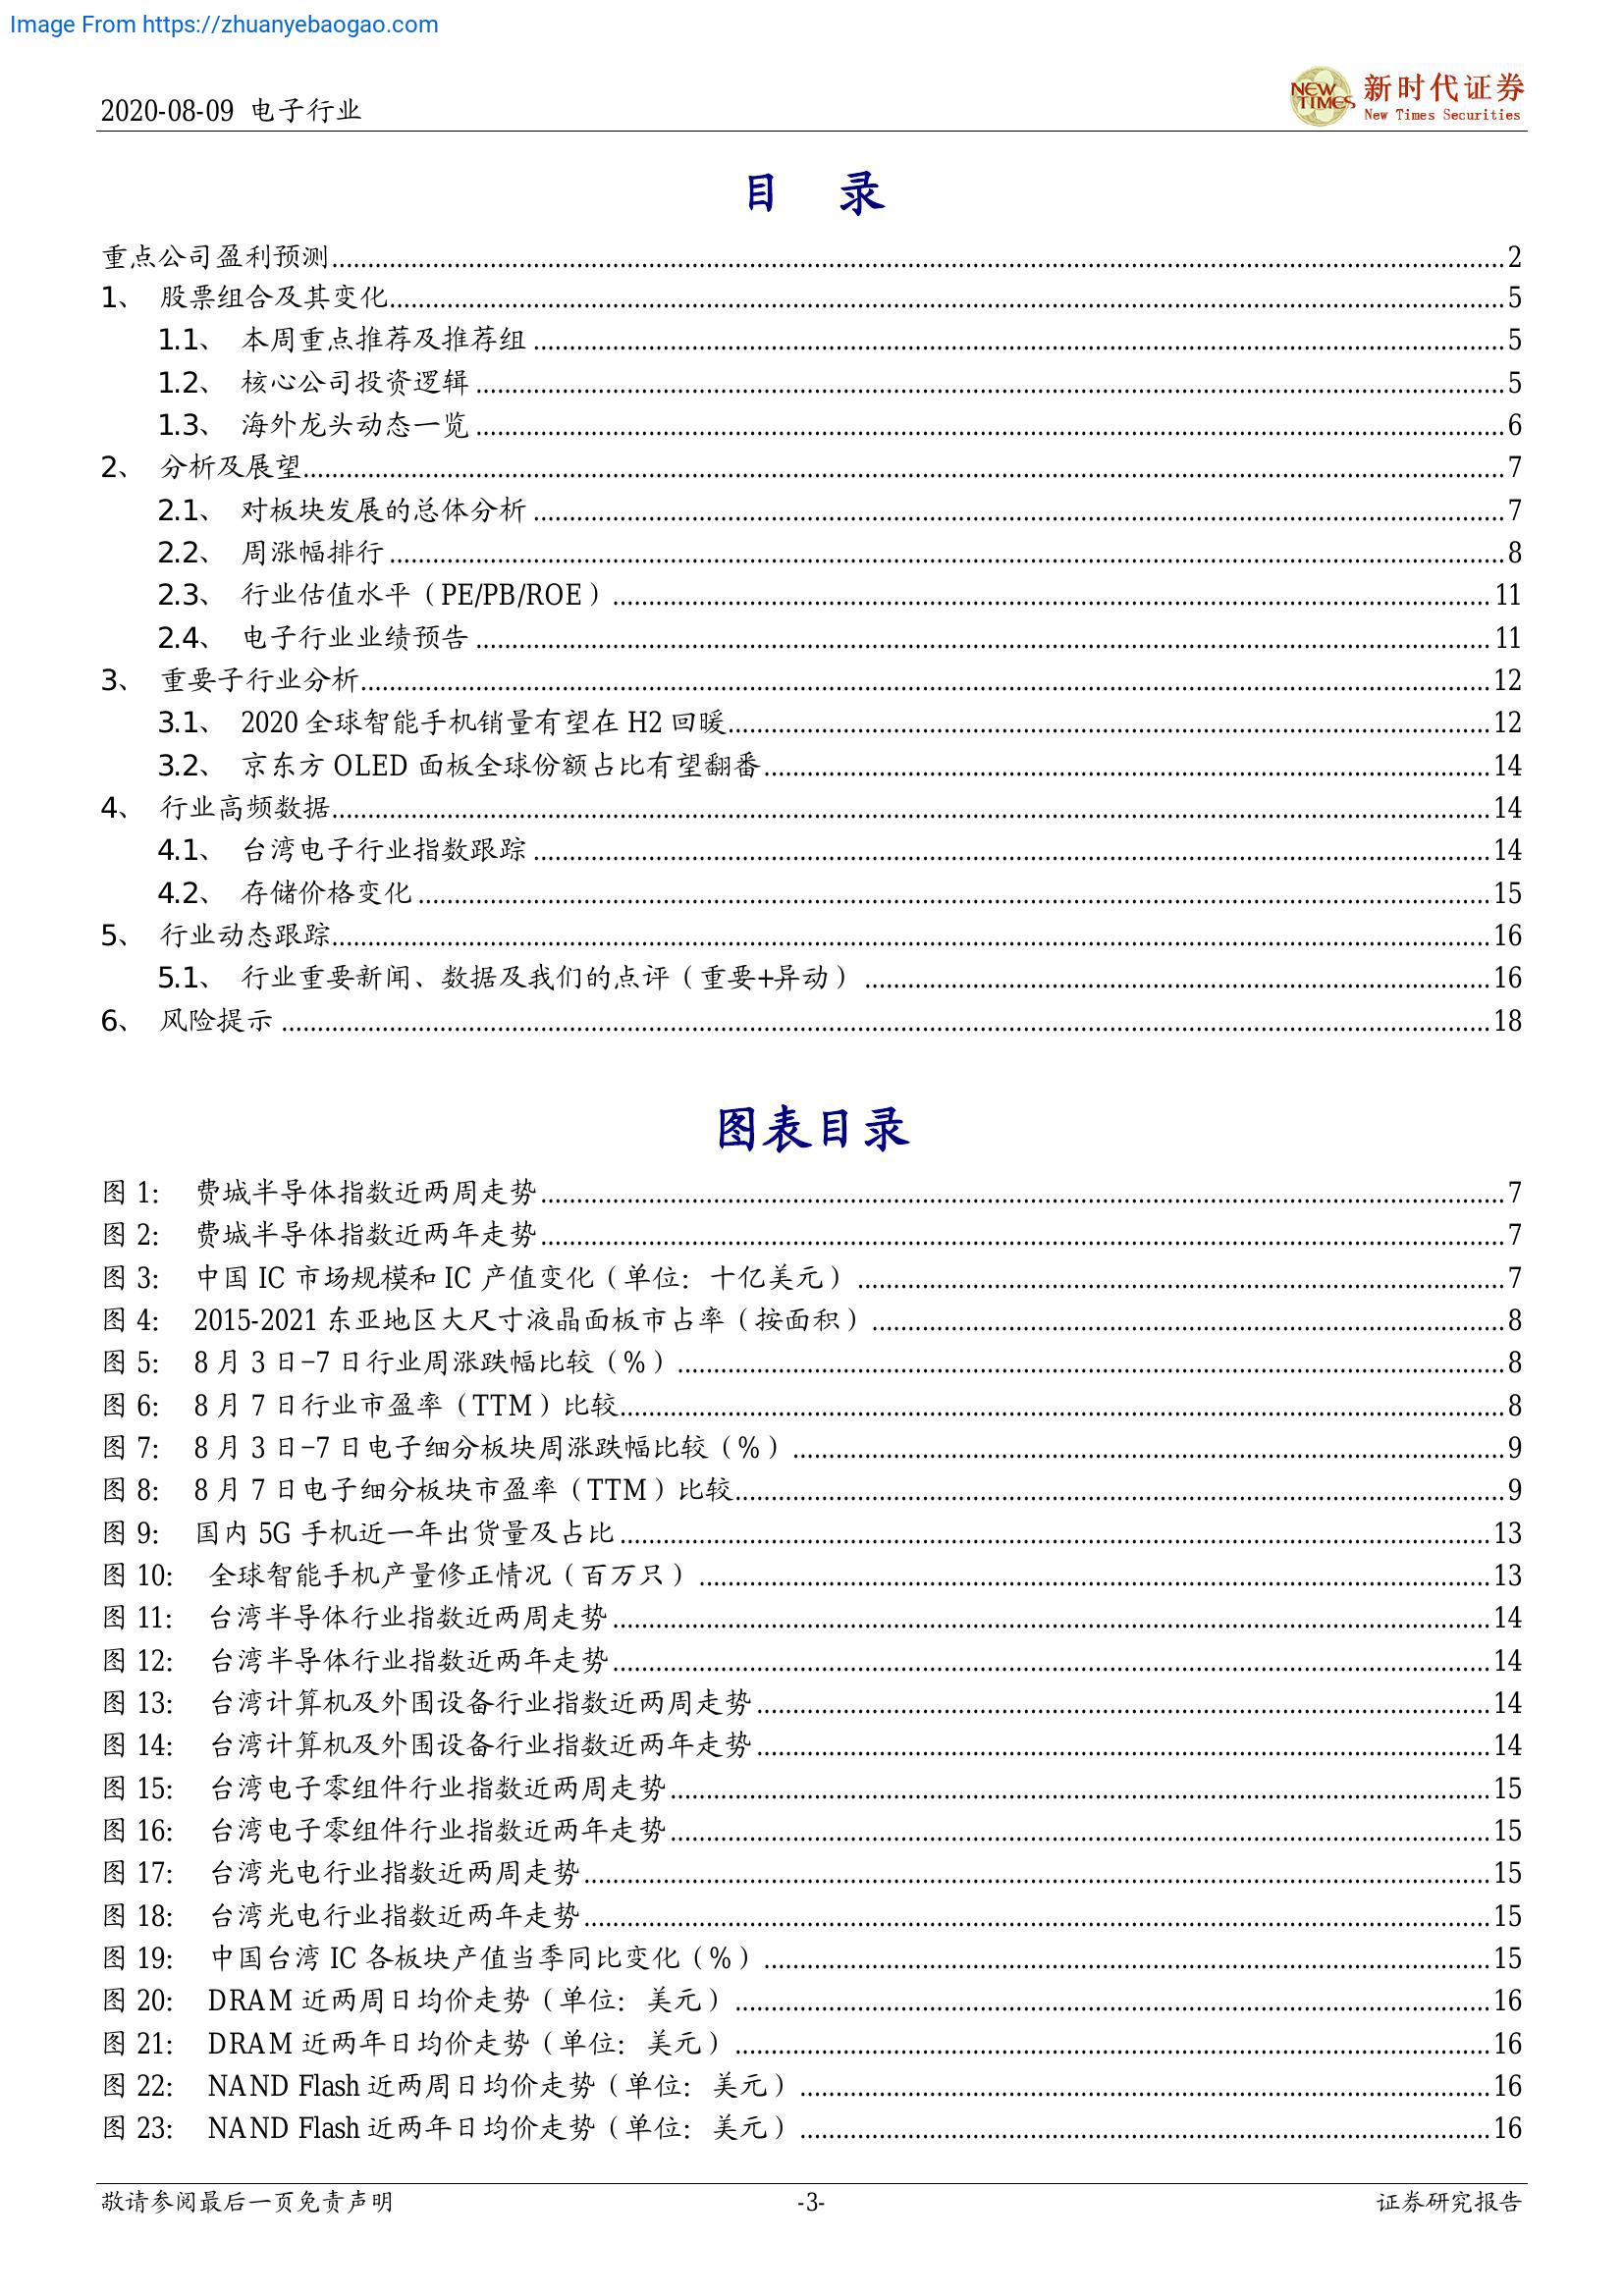 Image From https://zhuanyebaogao.com
2020-08-09 电子行业
NEW TIMES
新时代证券
New Times Securities
目 录
重点公司盈利预测 2
1、 股票组合及其变化 5
1.1、 本周重点推荐及推荐组 5
1.2、 核心公司投资逻辑 5
1.3、 海外龙头动态一览 6
2、 分析及展望 7
2.1、 对板块发展的总体分析 7
2.2、 周涨幅排行 8
2.3、 行业估值水平（PE/PB/ROE） 11
2.4、 电子行业业绩预告 11
3、 重要子行业分析 12
3.1、 2020 全球智能手机销量有望在 H2 回暖 12
3.2、 京东方 OLED 面板全球份额占比有望翻番 14
4、 行业高频数据 14
4.1、 台湾电子行业指数跟踪 14
4.2、 存储价格变化 15
5、 行业动态跟踪 16
5.1、 行业重要新闻、数据及我们的点评（重要+异动） 16
6、 风险提示 18
图表目录
图 1： 费城半导体指数近两周走势 7
图 2： 费城半导体指数近两年走势 7
图 3： 中国 IC 市场规模和 IC 产值变化（单位：十亿美元） 7
图 4： 2015-2021 东亚地区大尺寸液晶面板市占率（按面积） 8
图 5： 8 月 3 日-7 日行业周涨跌幅比较（%） 8
图 6： 8 月 7 日行业市盈率（TTM）比较 8
图 7： 8 月 3 日-7 日电子细分板块周涨跌幅比较（%） 9
图 8： 8 月 7 日电子细分板块市盈率（TTM）比较 9
图 9： 国内 5G 手机近一年出货量及占比 13
图 10： 全球智能手机产量修正情况（百万只） 13
图 11： 台湾半导体行业指数近两周走势 14
图 12： 台湾半导体行业指数近两年走势 14
图 13： 台湾计算机及外围设备行业指数近两周走势 14
图 14： 台湾计算机及外围设备行业指数近两年走势 14
图 15： 台湾电子零组件行业指数近两周走势 15
图 16： 台湾电子零组件行业指数近两年走势 15
图 17： 台湾光电行业指数近两周走势 15
图 18： 台湾光电行业指数近两年走势 15
图 19： 中国台湾 IC 各板块产值当季同比变化（%） 15
图 20： DRAM 近两周日均价走势（单位：美元） 16
图 21： DRAM 近两年日均价走势（单位：美元） 16
图 22： NAND Flash 近两周日均价走势（单位：美元） 16
图 23： NAND Flash 近两年日均价走势（单位：美元） 16
敬请参阅最后一页免责声明 -3- 证券研究报告